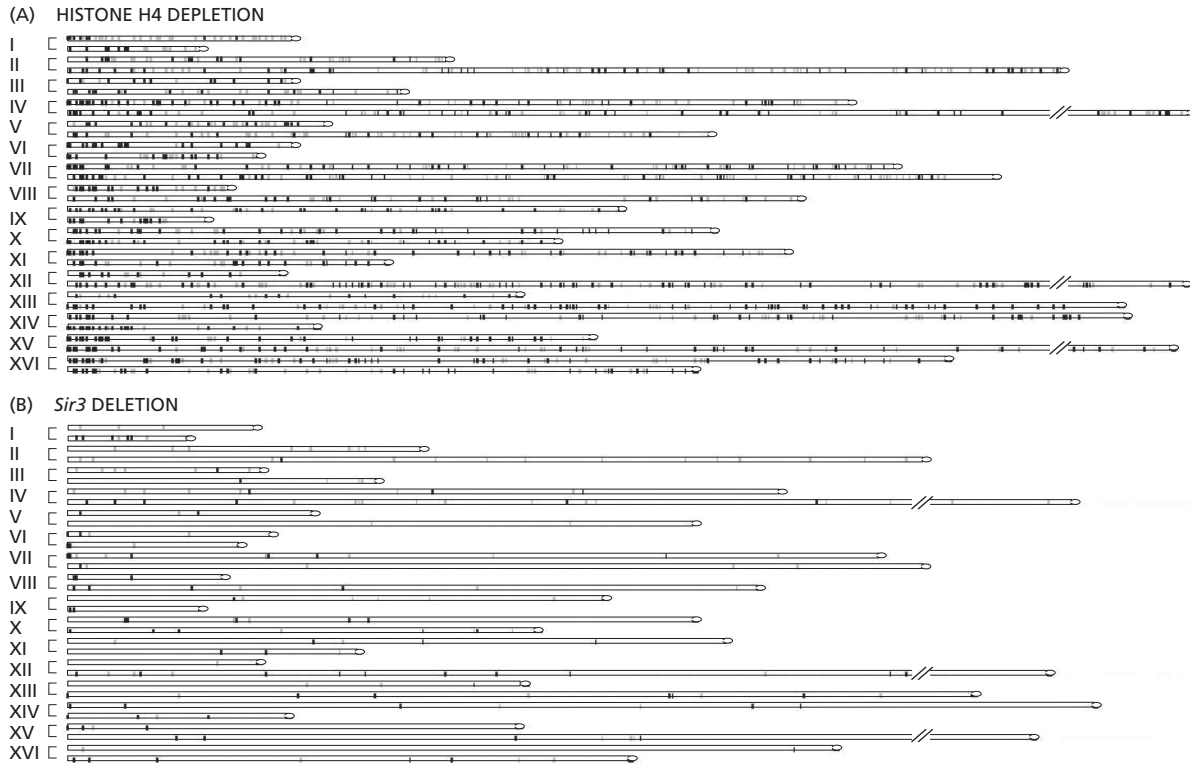 (A) HISTONE H4 DEPLETION
I
II
III
IV
V
VI
VII
VIII
IX
X
XI
XII
XIII
XIV
XV
XVI
(B) Sir3 DELETION
I
II
III
IV
V
VI
VII
VIII
IX
X
XI
XII
XIII
XIV
XV
XVI